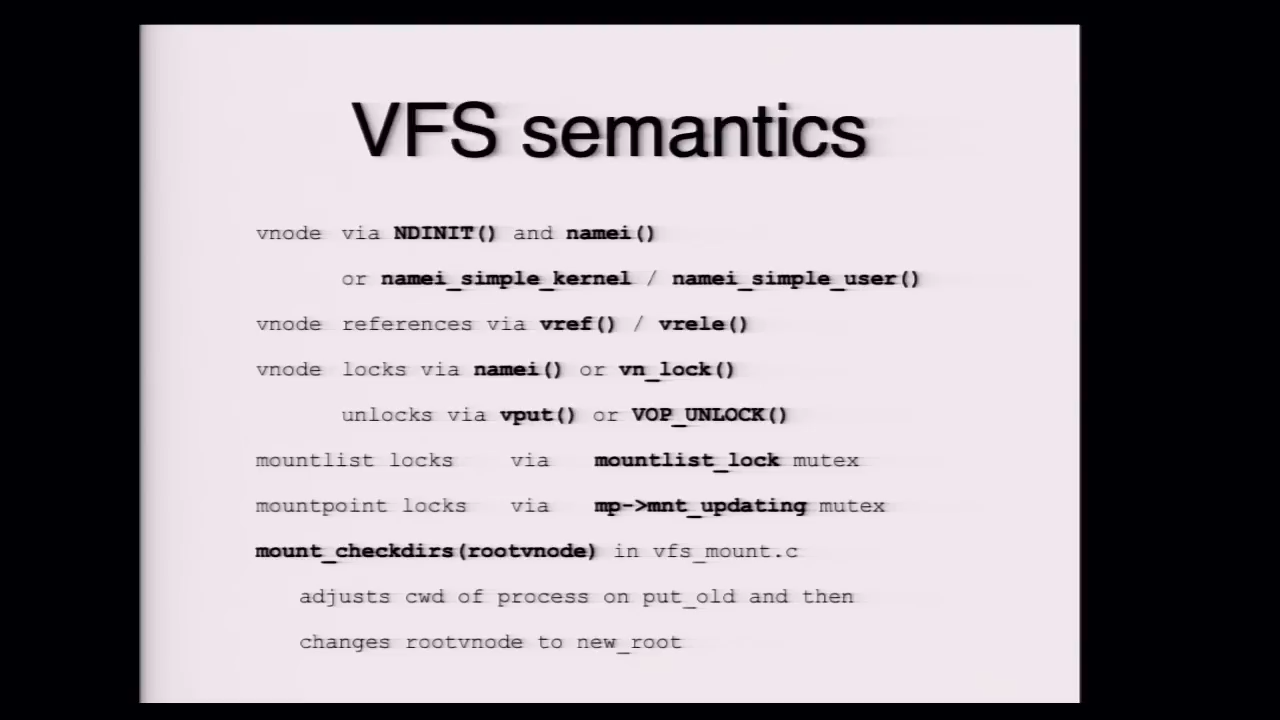 VFS semantics
vnode via NDINIT() and namei()
or namei_simple_kernel / namei_simple_user()
vnode references via vref() / vrele()
vnode locks via namei() or vn_lock()
unlocks via vput() or VOP_UNLOCK()
mountlist locks via mountlist_lock mutex
mountpoint locks via mp->mnt_updating mutex
mount_checkdirs(rootvnode) in vfs_mount.c
adjusts cwd of process on put_old and then
changes rootvnode to new_root